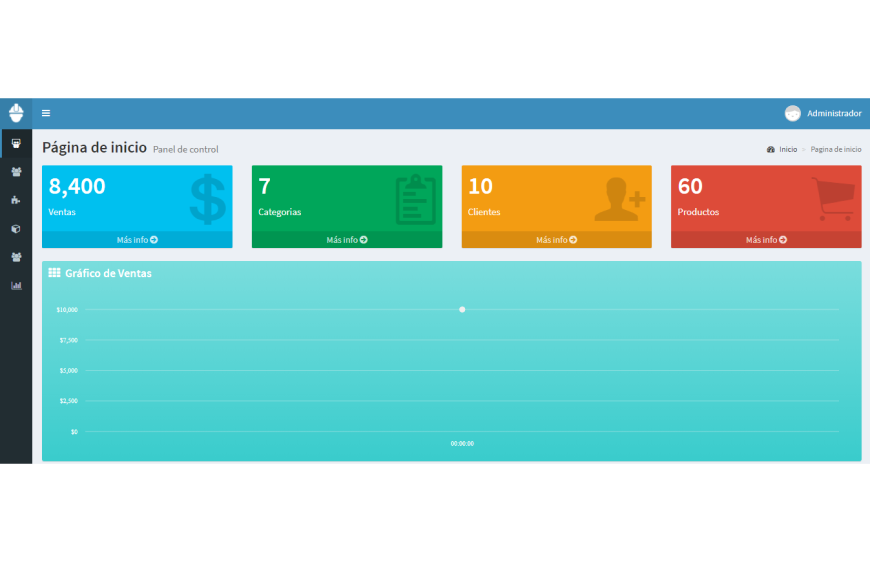 Administrador
Página de inicio Panel de control
Inicio > Pagina de inicio
8,400
Ventas
Más info
7
Categorias
Más info
10
Clientes
Más info
60
Productos
Más info
Gráfico de Ventas
$10,000
$7,500
$5,000
$2,500
$0
00:00:00